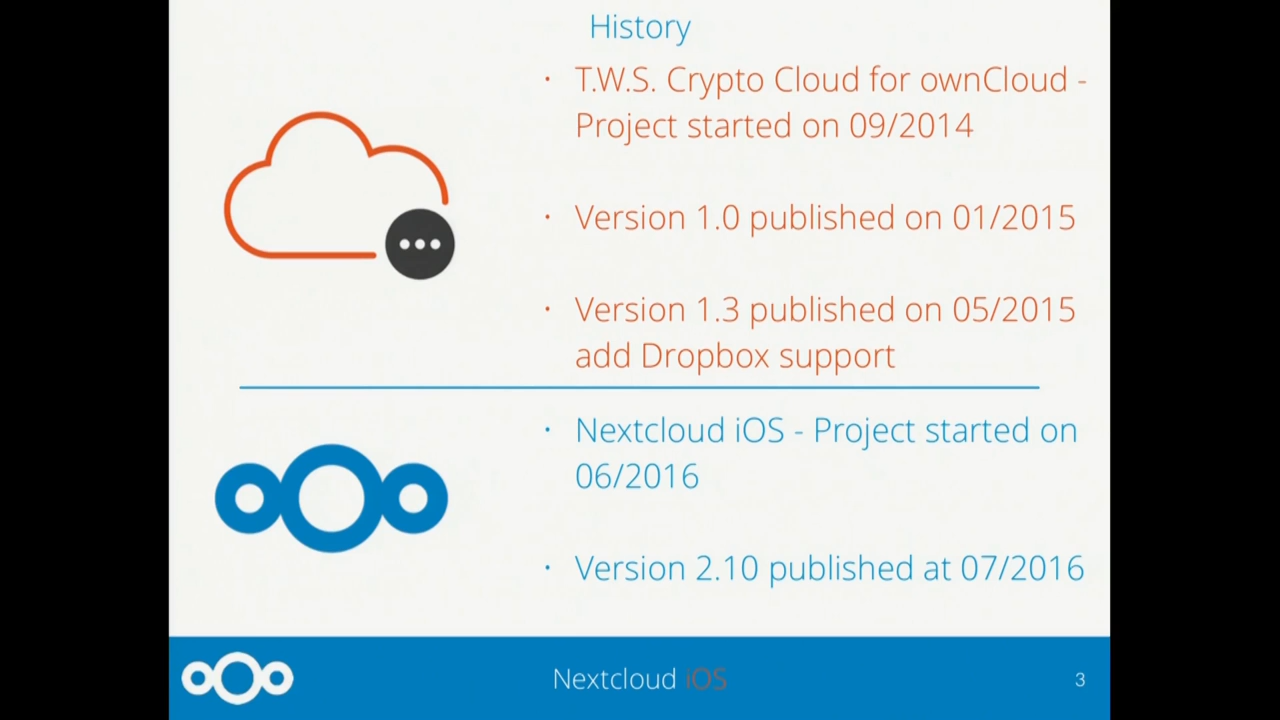 History
• T.W.S. Crypto Cloud for ownCloud -
Project started on 09/2014
• Version 1.0 published on 01/2015
• Version 1.3 published on 05/2015
add Dropbox support
• Nextcloud iOS - Project started on
06/2016
• Version 2.10 published at 07/2016
Nextcloud iOS
3